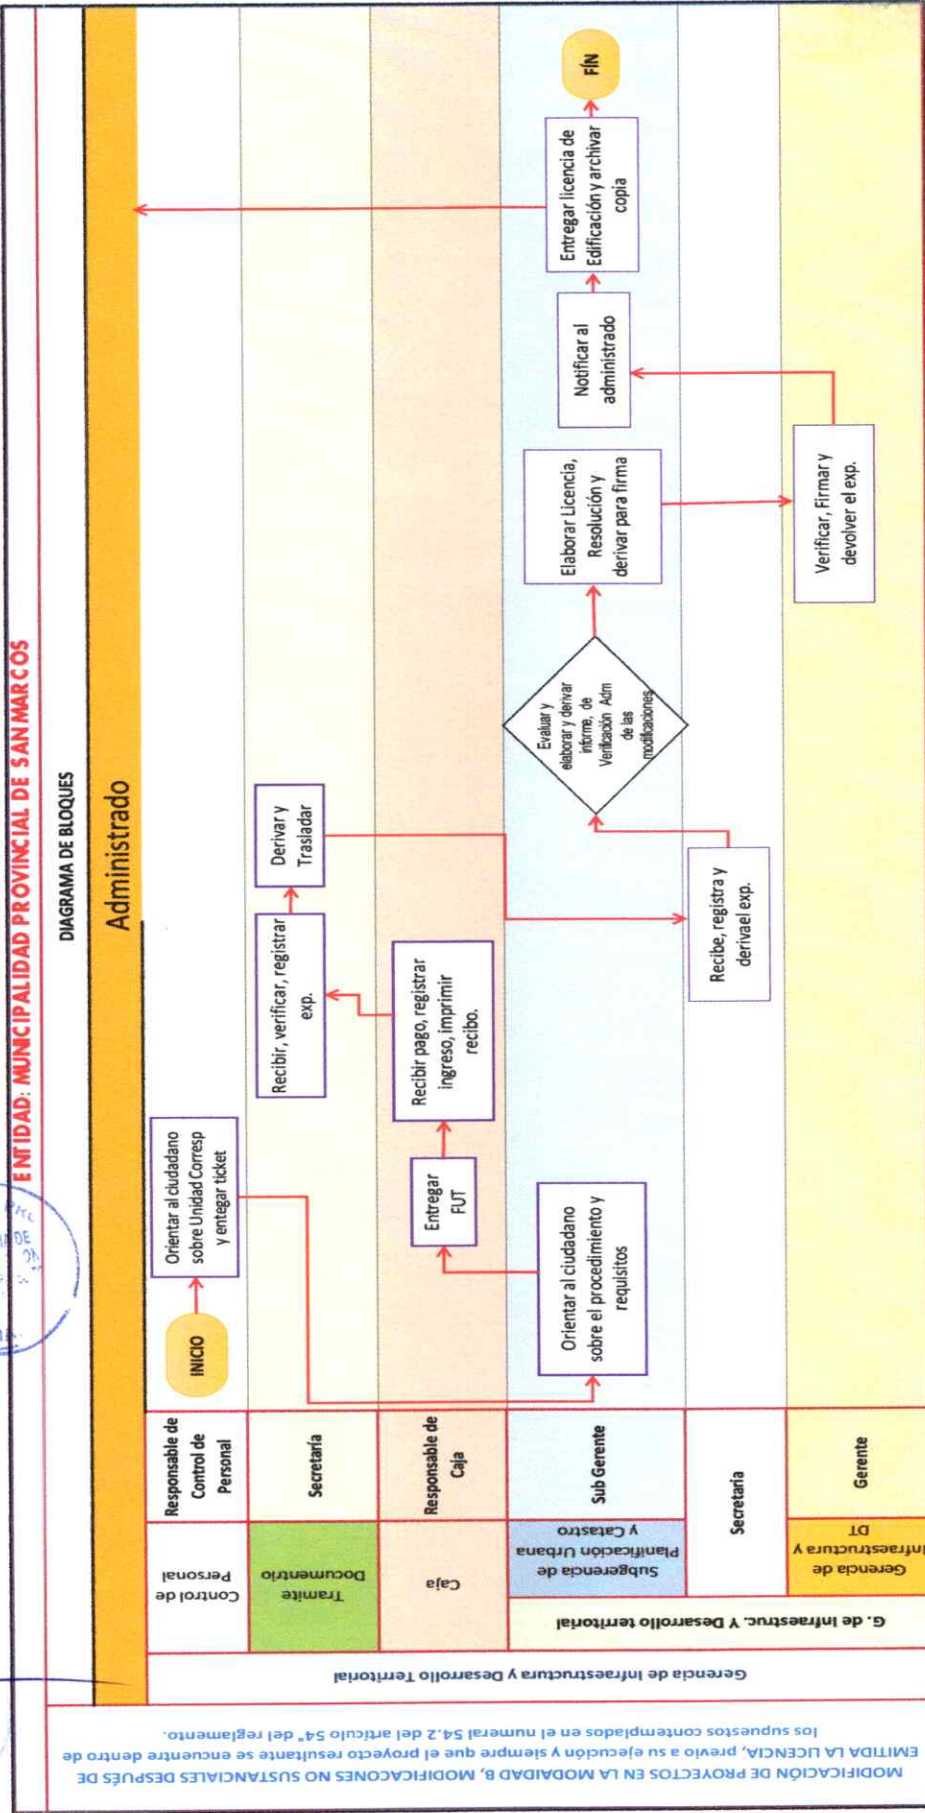 ENTIDAD: MUNICIPALIDAD PROVINCIAL DE SAN MARCOS
DIAGRAMA DE BLOQUES
Administrado
MODIFICACIÓN DE PROYECTOS EN LA MODAIDAD B, MODIFICACONES NO SUSTANCIALES DESPUÉS DE
EMITIDA LA LICENCIA, previo a su ejecución y siempre que el proyecto resultante se encuentre dentro de
los supuestos contemplados en el numeral 54.2 del artículo 54° del reglamento.
Gerencia de Infraestructura y Desarrollo Territorial
Control de
Personal
Responsable de
Control de
Personal
INICIO
Orientar al ciudadano
sobre Unidad Corresp
y entegar ticket
Tramite
Documentrio
Secretaría
Recibir, verificar, registrar
exp.
Derivar y
Trasladar
Caja
Responsable de
Caja
Entregar
FUT
Recibir pago, registrar
ingreso, imprimir
recibo.
G. de Infraestruc. Y Desarrollo territorial
Subgerencia de
Planificación Urbana
y Catastro
Sub Gerente
Orientar al ciudadano
sobre el procedimiento y
requisitos
Evaluar y
elaborar y derivar
informe, de
Verificación Adm
de las
modificaciones
Elaborar Licencia,
Resolución y
derivar para firma
Notificar al
administrado
Entregar licencia de
Edificación y archivar
copia
FÍN
Secretaria
Recibe, registra y
derivael exp.
Gerencia de
Infraestructura y
DT
Gerente
Verificar, Firmar y
devolver el exp.